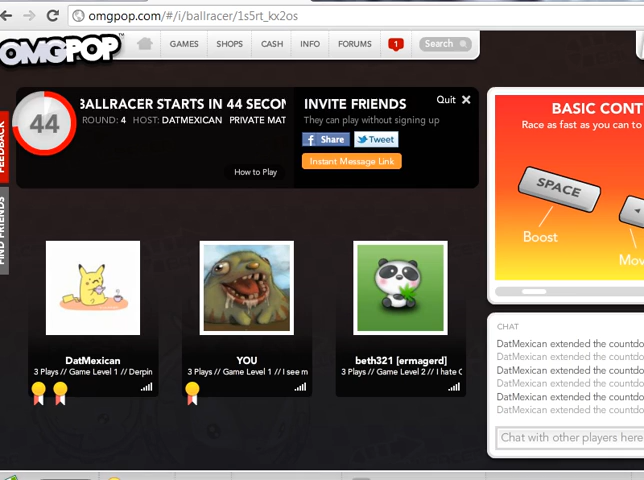 omgpop.com/#/i/ballracer/1s5rt_kx2os
OMGPOP
GAMES SHOPS CASH INFO FORUMS 1 Search
44
BALLRACER STARTS IN 44 SECON
ROUND: 4 HOST: DATMEXICAN PRIVATE MAT
How to Play
INVITE FRIENDS
Quit X
They can play without signing up
f Share Tweet
Instant Message Link
FEEDBACK
FIND FRIENDS
BASIC CONT
Race as fast as you can to
SPACE
Boost
Mov
DatMexican
3 Plays // Game Level 1 // Derpin
YOU
3 Plays // Game Level 1 // I see m
beth321 [ermagerd]
3 Plays // Game Level 2 // I hate
CHAT
DatMexican extended the countdo
DatMexican extended the countdo
DatMexican extended the countdo
DatMexican extended the countdo
DatMexican extended the countdo
DatMexican extended the countdo
Chat with other players here